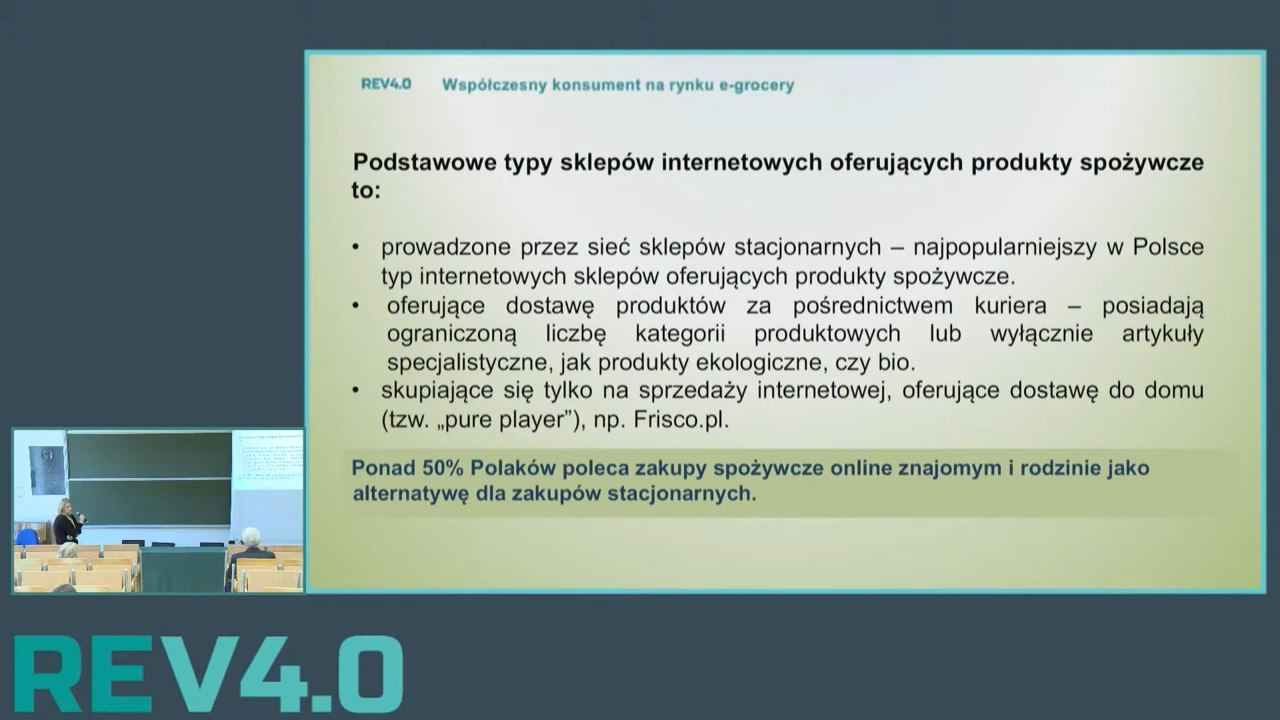 REV4.0 Współczesny konsument na rynku e-grocery
Podstawowe typy sklepów internetowych oferujących produkty spożywcze
to:
• prowadzone przez sieć sklepów stacjonarnych – najpopularniejszy w Polsce
typ internetowych sklepów oferujących produkty spożywcze.
• oferujące dostawę produktów za pośrednictwem kuriera – posiadają
ograniczoną liczbę kategorii produktowych lub wyłącznie artykuły
specjalistyczne, jak produkty ekologiczne, czy bio.
• skupiające się tylko na sprzedaży internetowej, oferujące dostawę do domu
(tzw. „pure player”), np. Frisco.pl.
Ponad 50% Polaków poleca zakupy spożywcze online znajomym i rodzinie jako
alternatywę dla zakupów stacjonarnych.
REV4.0